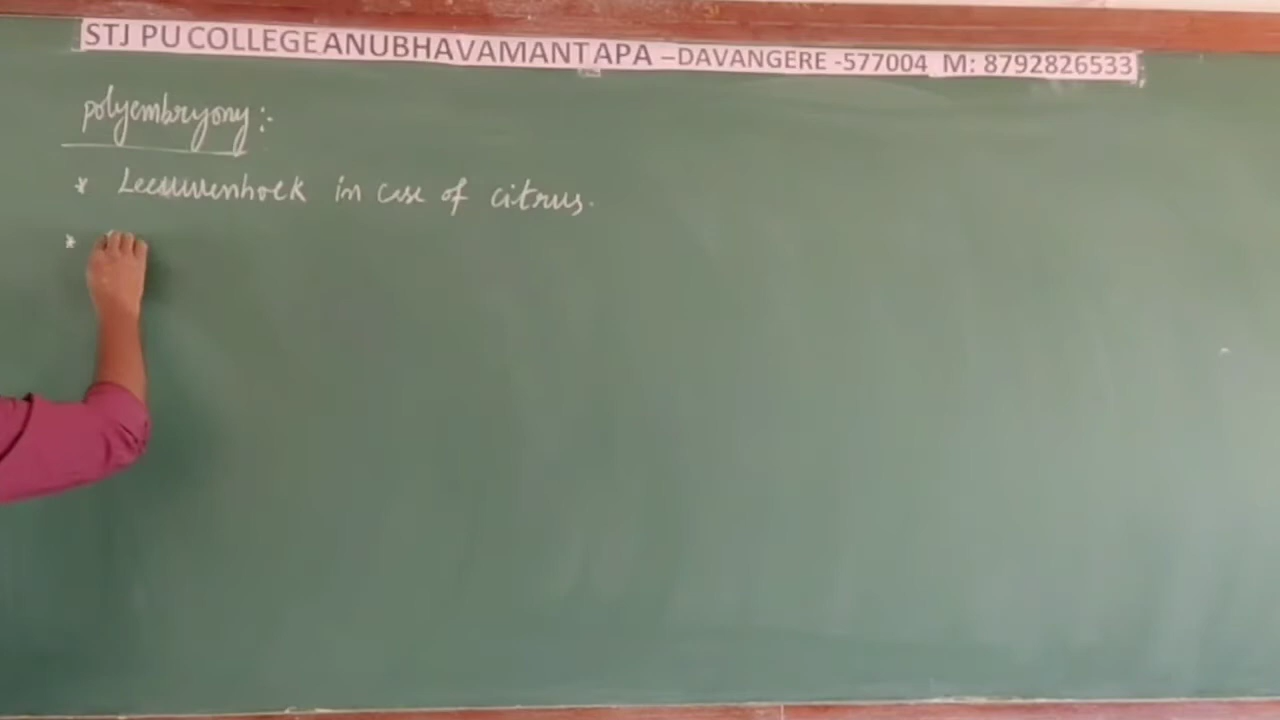 STJ PU COLLEGE ANUBHAVAMANTAPA –DAVANGERE -577004 M: 8792826533
polyembryony:-
* Leeuwenhoek in case of citrus.
*